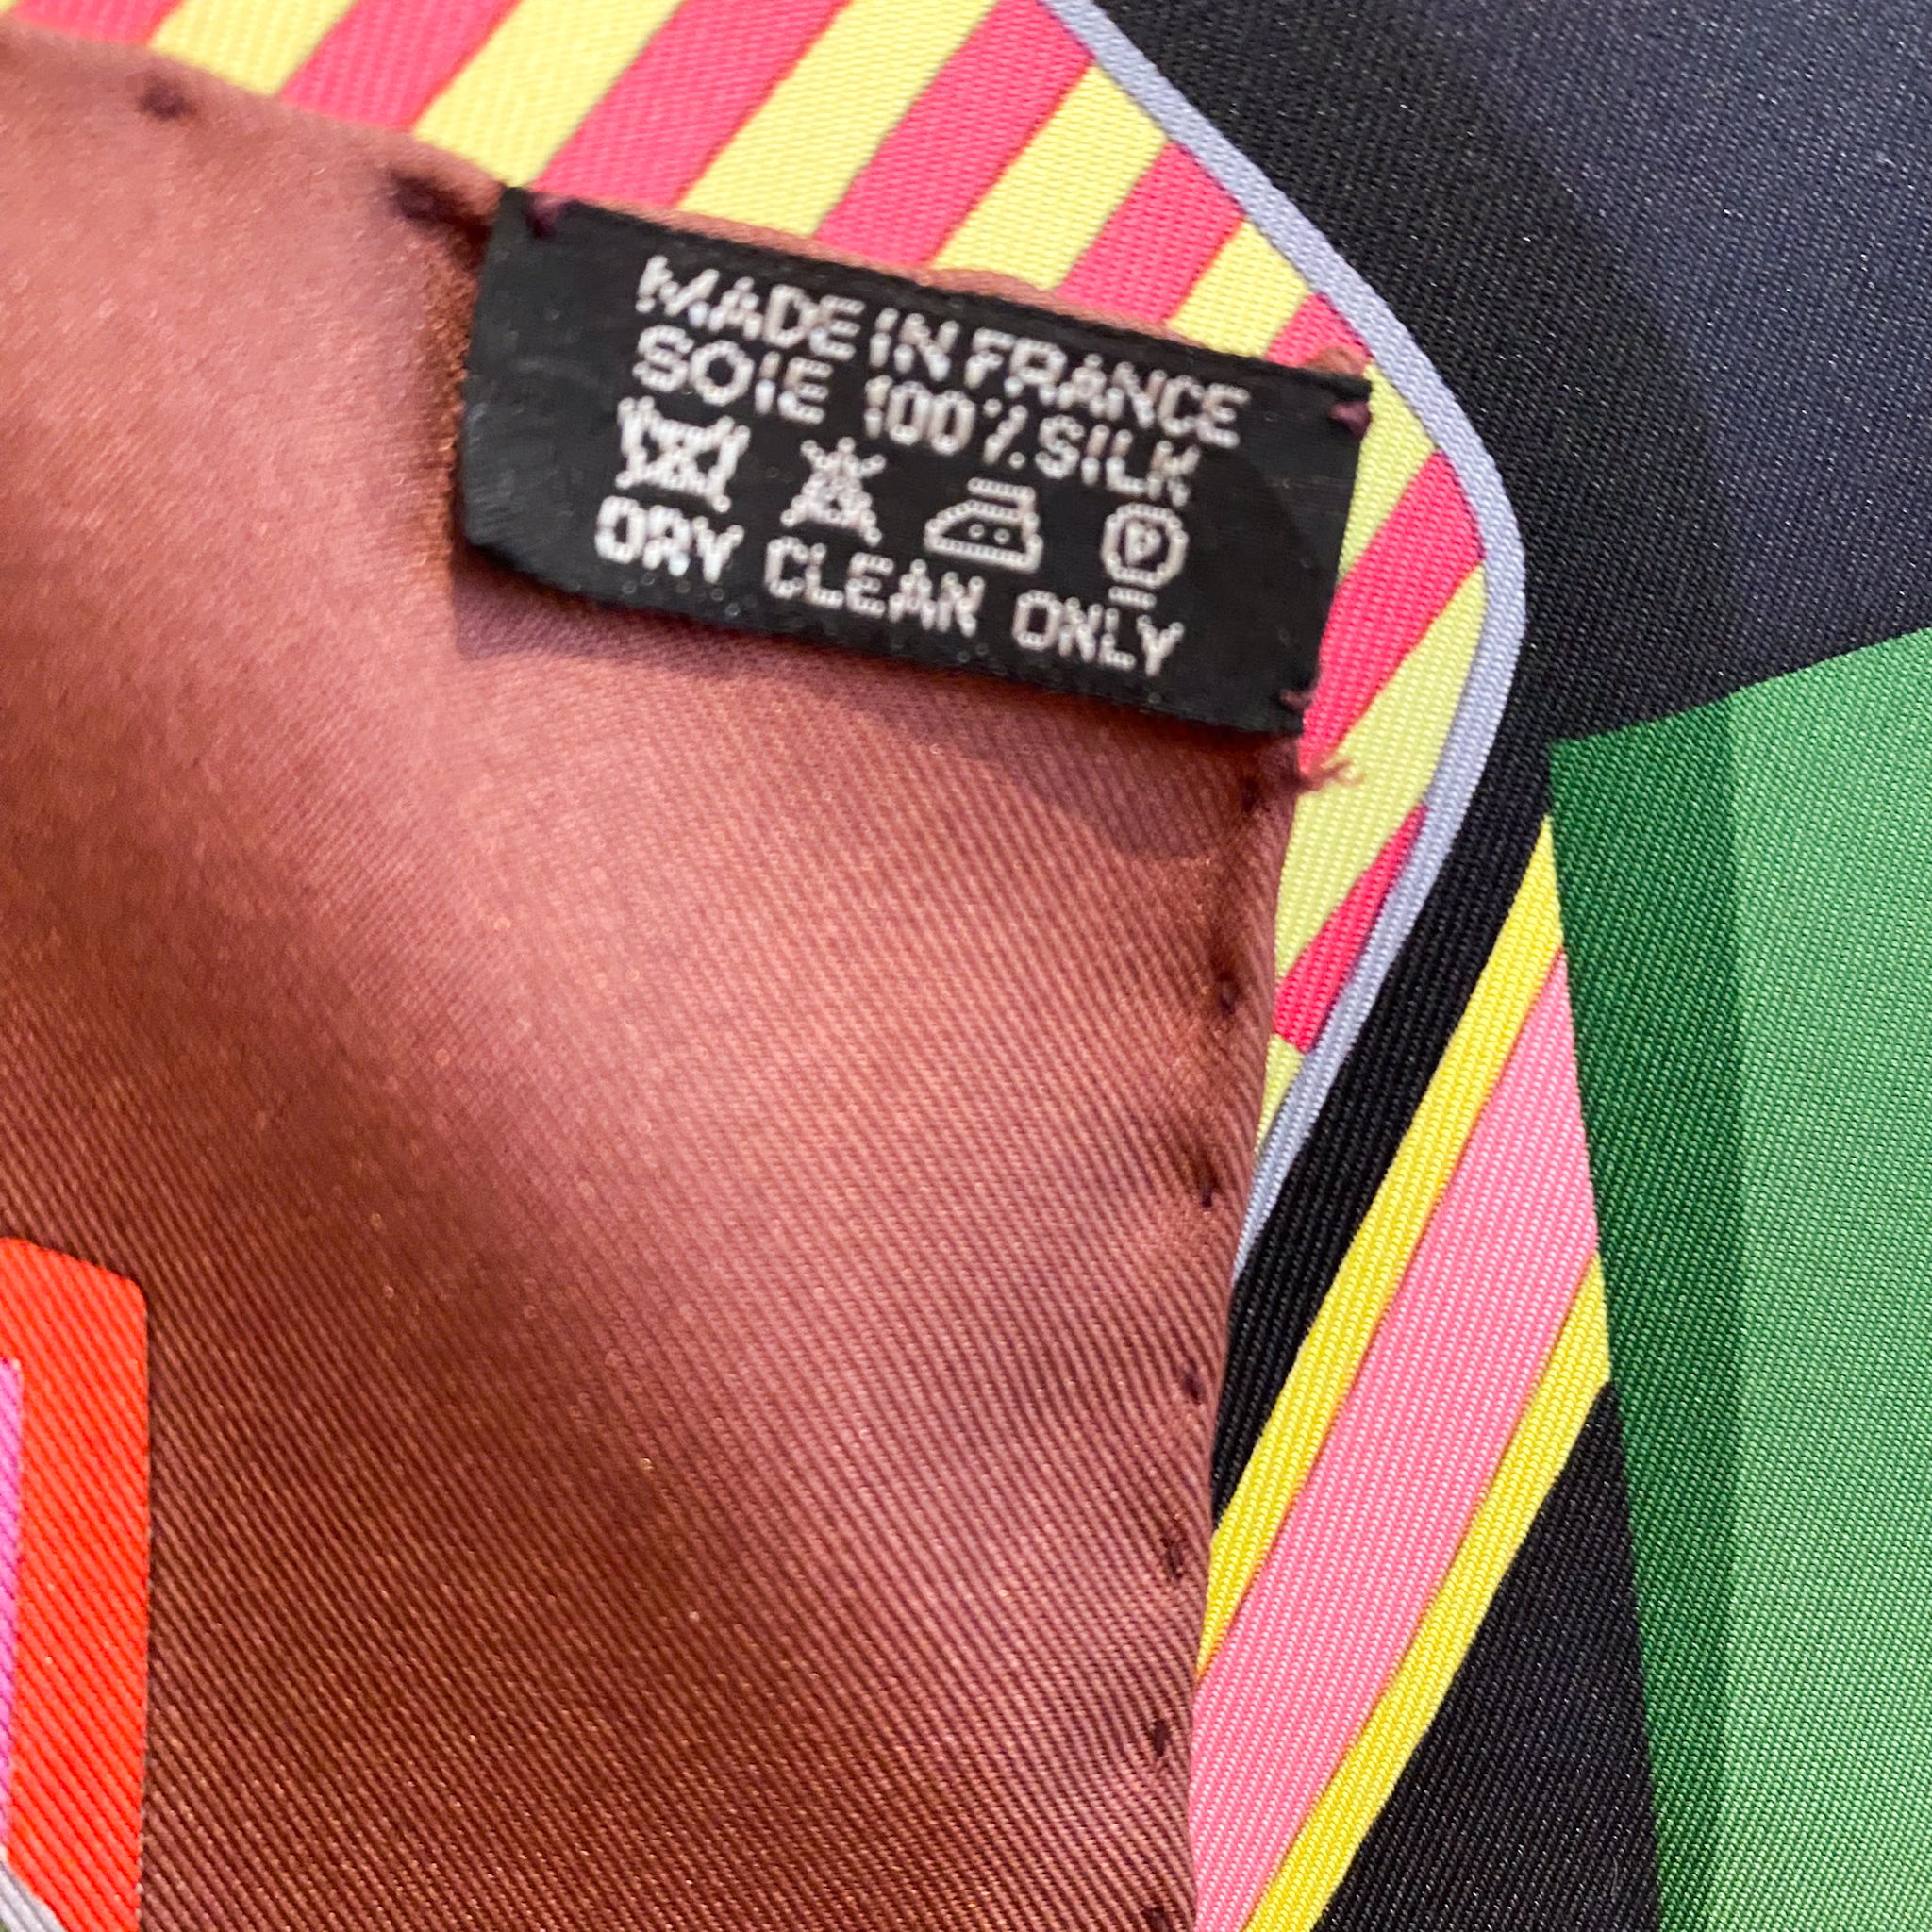 MADE IN FRANCE
SOIE 100% SILK
P
DRY CLEAN ONLY